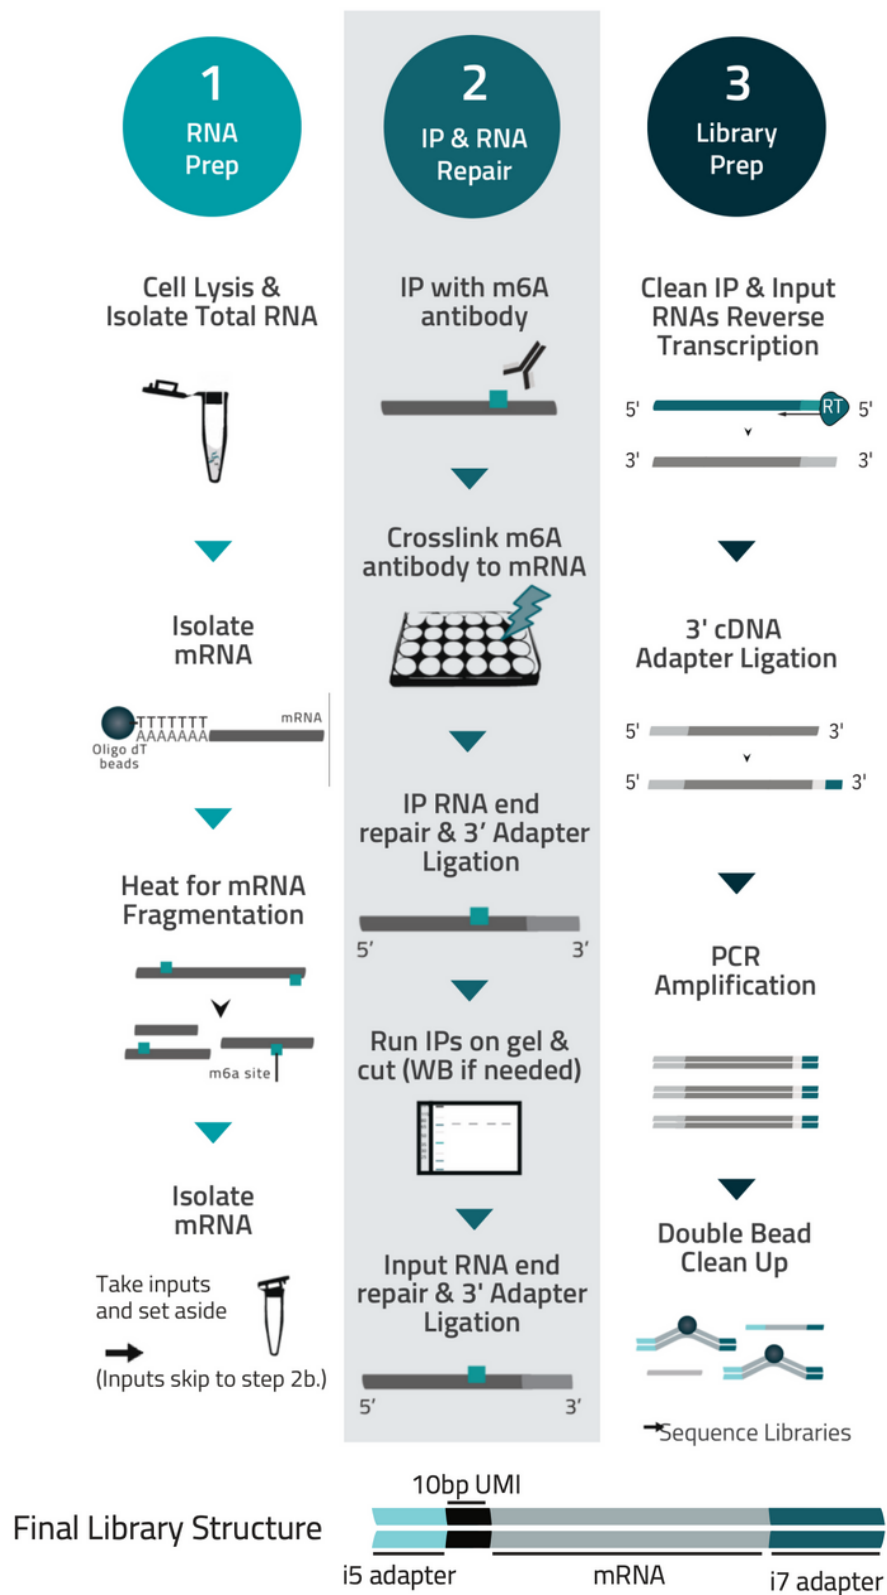 1
RNA
Prep
Cell Lysis &
Isolate Total RNA
Isolate
mRNA
TTTTTTT
AAAAAAA
mRNA
Oligo dT
beads
Heat for mRNA
Fragmentation
m6a site
Isolate
mRNA
Take inputs
and set aside
(Inputs skip to step 2b.)
2
IP & RNA
Repair
IP with m6A
antibody
Crosslink m6A
antibody to mRNA
IP RNA end
repair & 3’ Adapter
Ligation
5’ 3’
Run IPs on gel &
cut (WB if needed)
Input RNA end
repair & 3' Adapter
Ligation
5’ 3’
3
Library
Prep
Clean IP & Input
RNAs Reverse
Transcription
5' RT 5'
3' 3'
3' cDNA
Adapter Ligation
5' 3'
5' 3'
PCR
Amplification
Double Bead
Clean Up
Sequence Libraries
10bp UMI
Final Library Structure
i5 adapter mRNA i7 adapter